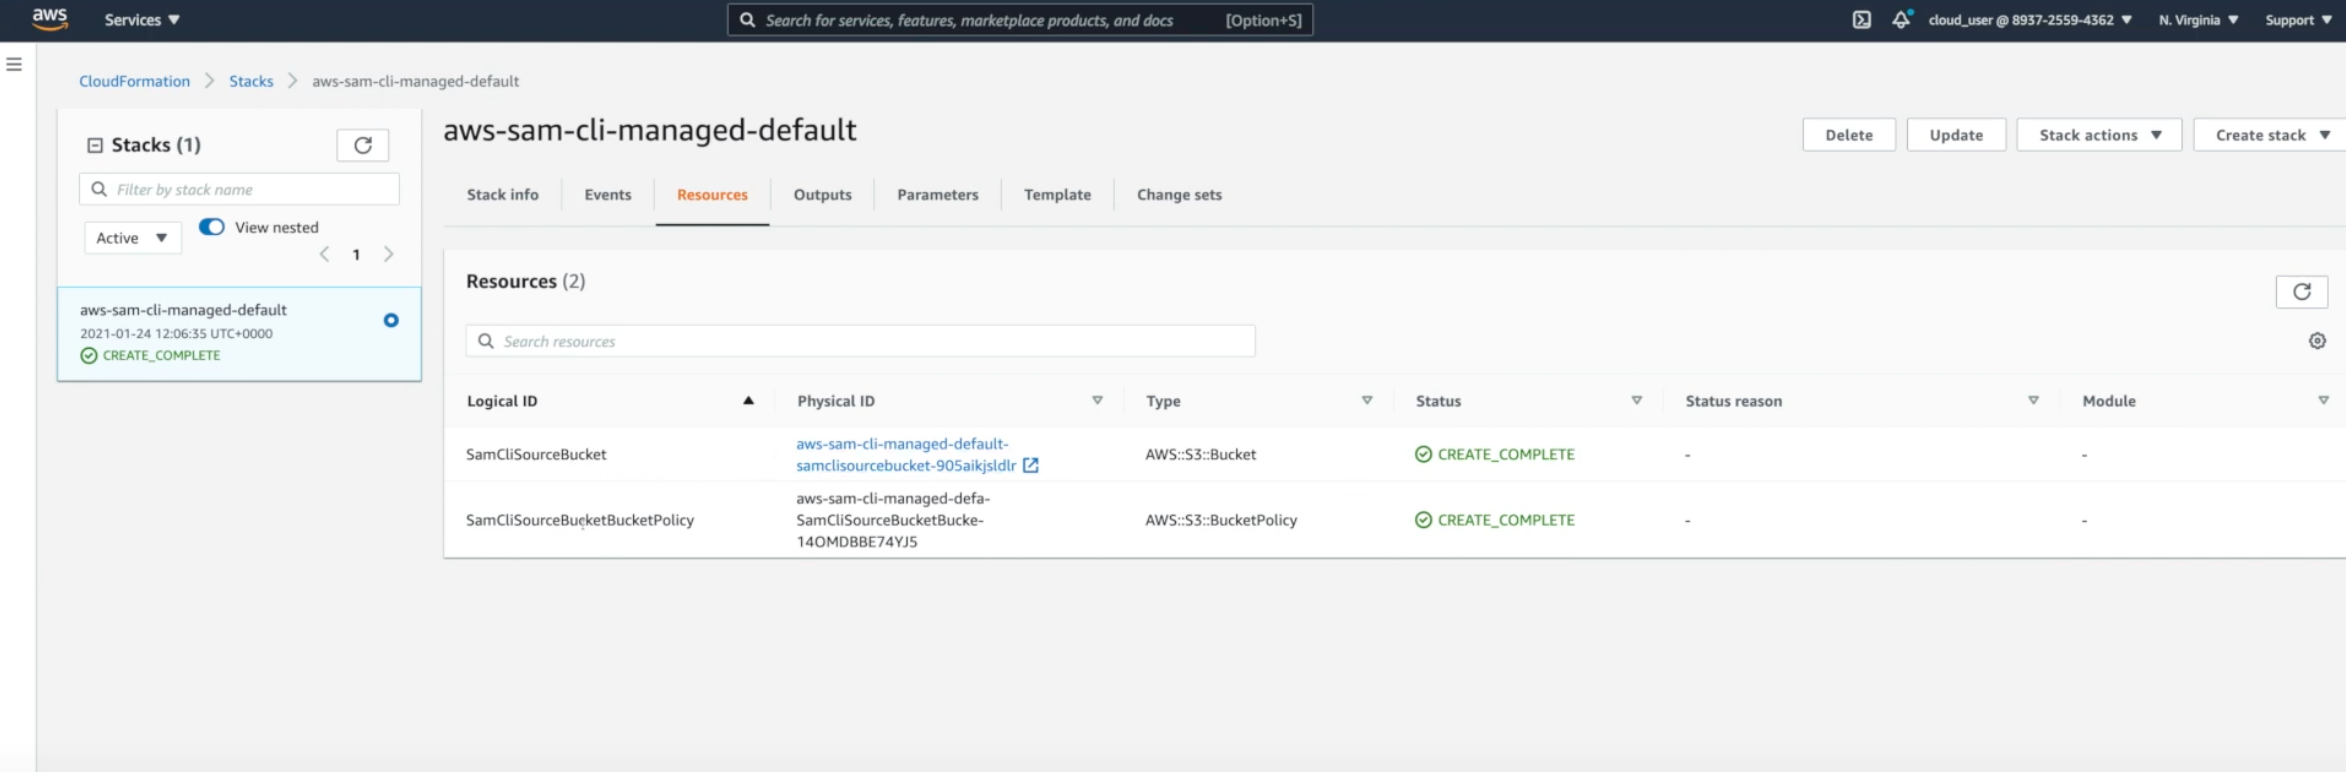 aws
Services
Search for services, features, marketplace products, and docs [Option+S]
cloud_user @ 8937-2559-4362
N. Virginia
Support
CloudFormation
Stacks
aws-sam-cli-managed-default
Stacks (1)
Filter by stack name
Active
View nested
1
aws-sam-cli-managed-default
2021-01-24 12:06:35 UTC+0000
CREATE_COMPLETE
aws-sam-cli-managed-default
Delete
Update
Stack actions
Create stack
Stack info
Events
Resources
Outputs
Parameters
Template
Change sets
Resources (2)
Search resources
Logical ID
Physical ID
Type
Status
Status reason
Module
SamCliSourceBucket
aws-sam-cli-managed-default-
samclisourcebucket-905aikjsldlr
AWS::S3::Bucket
CREATE_COMPLETE
-
-
SamCliSourceBucketBucketPolicy
aws-sam-cli-managed-defa-
SamCliSourceBucketBucke-
14OMDBBE74YJ5
AWS::S3::BucketPolicy
CREATE_COMPLETE
-
-